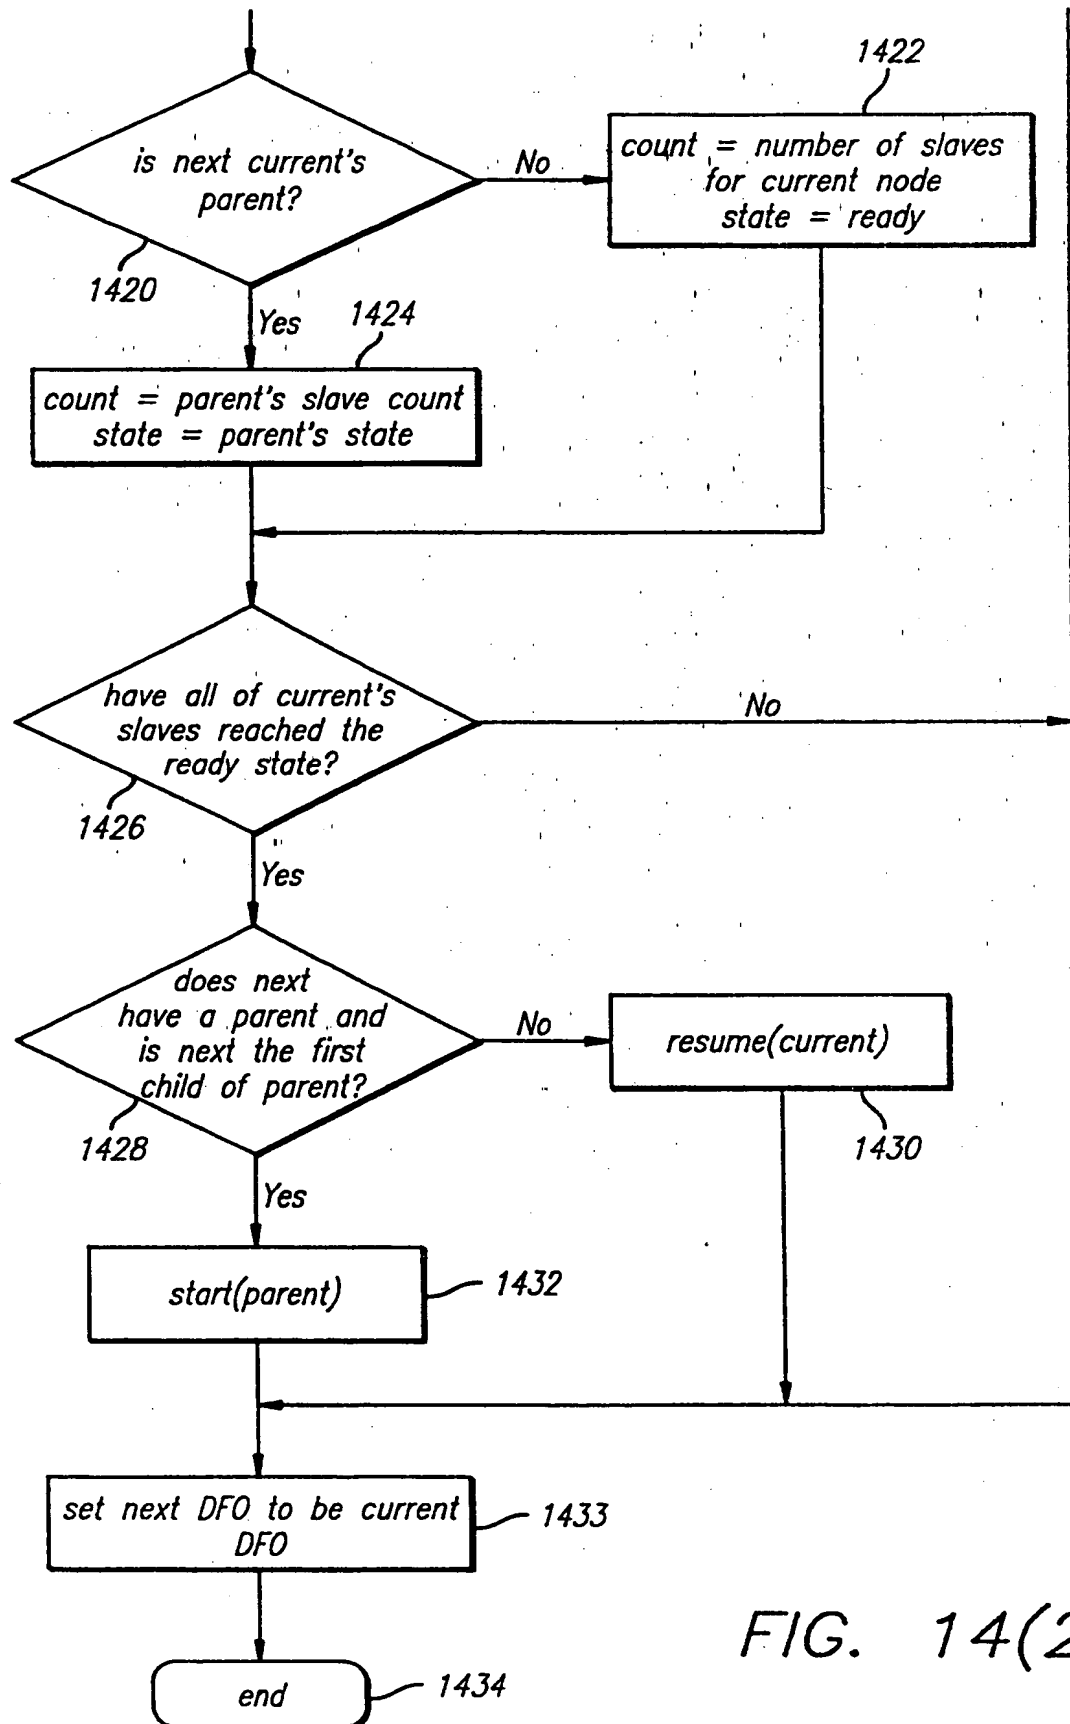 1422
is next current's
parent?
No
count = number of slaves
for current node
state = ready
1420
Yes
1424
count = parent's slave count
state = parent's state
have all of current's
slaves reached the
ready state?
No
1426
Yes
does next
have a parent and
is next the first
child of parent?
No
resume(current)
1428
1430
Yes
start(parent)
1432
set next DFO to be current
DFO
1433
FIG. 14(2
end
1434